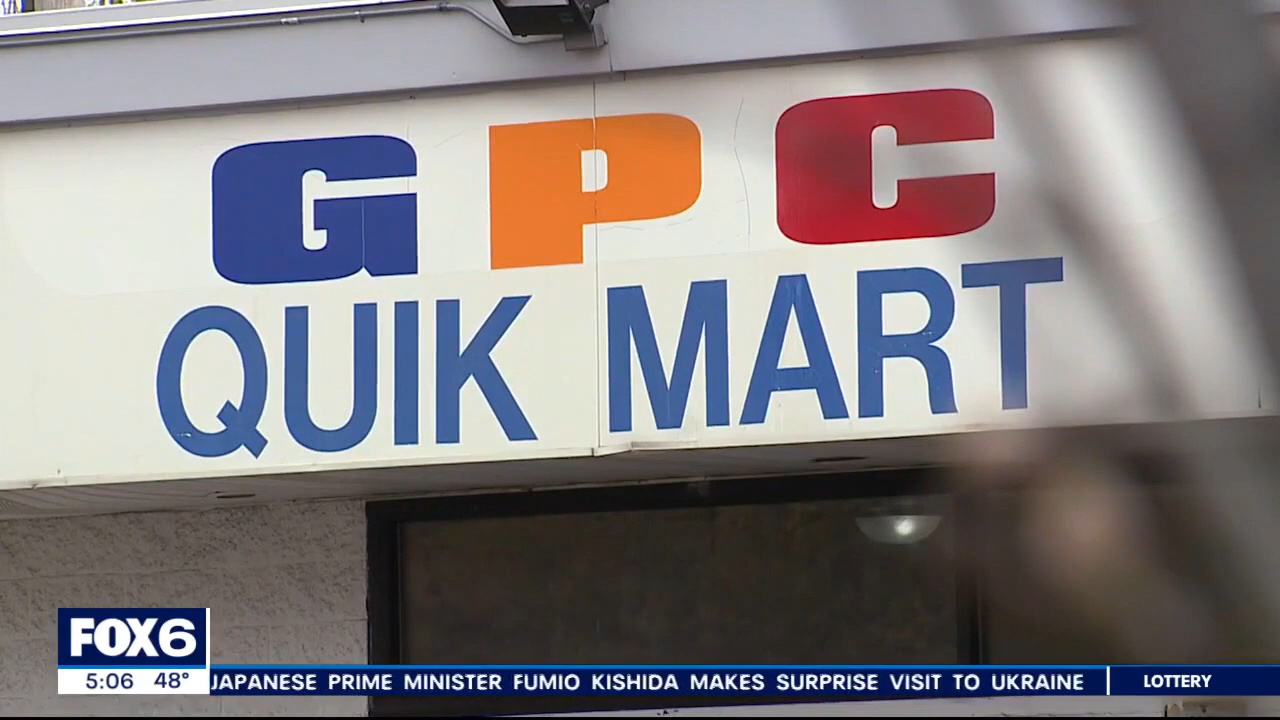 GPC
QUIK MART
FOX6
5:06 48°
JAPANESE PRIME MINISTER FUMIO KISHIDA MAKES SURPRISE VISIT TO UKRAINE
LOTTERY